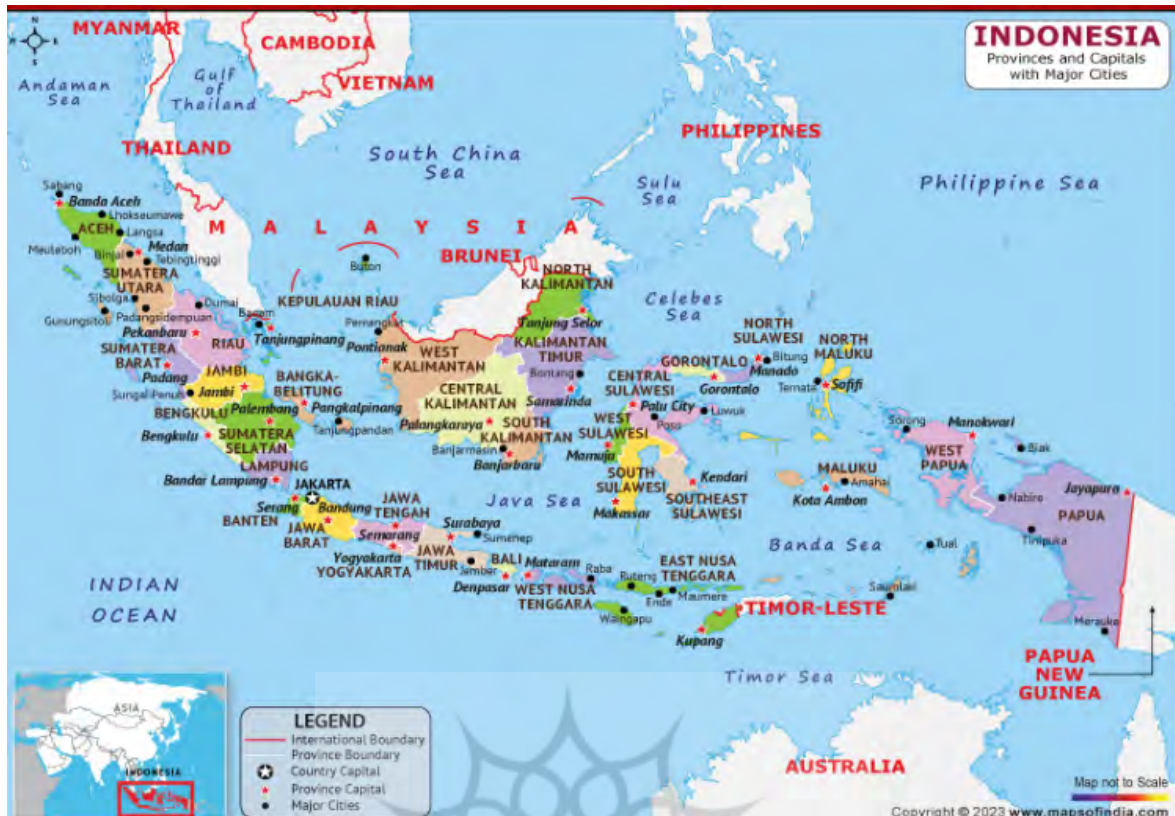 INDONESIA
Provinces and Capitals
with Major Cities
N
MYANMAR
CAMBODIA
VIETNAM
Andaman
Sea
Gulf
of
Thailand
THAILAND
PHILIPPINES
South China
Sea
Sulu
Sea
Philippine Sea
Sabang
Banda Aceh
Lhokseumawe
ACEH
Langsa
MALAYSIA
Meuleboh
Binjai
Medan
Tebingtinggi
SUMATERA
UTARA
Buton
BRUNEI
NORTH
KALIMANTAN
KEPULAUAN RIAU
Celebes
Sea
Sibolga
Dumai
Gunungsitoli
Padangsidempuan
Batam
Pemangkat
Tanjung Selor
Pekanbaru
Tanjungpinang
RIAU
Pontianak
WEST
KALIMANTAN
KALIMANTAN
TIMUR
NORTH
SULAWESI
NORTH
MALUKU
SUMATERA
BARAT
GORONTALO
Bitung
Manado
Padang
JAMBI
Bontang
CENTRAL
SULAWESI
Gorontalo
Ternate
Sofifi
Jambi
BANGKA-
BELITUNG
CENTRAL
KALIMANTAN
Samarinda
Sungai Penuh
Palu City
Luwuk
BENGKULU
Palembang
Pangkalpinang
Palangkaraya
SOUTH
KALIMANTAN
WEST
SULAWESI
Poso
Sorong
Manokwari
Bengkulu
SUMATERA
SELATAN
Tanjungpandan
Banjarmasin
Banjarbaru
Mamuju
WEST
PAPUA
Biak
LAMPUNG
SOUTH
SULAWESI
Kendari
MALUKU
Amahai
Bandar Lampung
JAKARTA
Java Sea
Makassar
SOUTHEAST
SULAWESI
Kota Ambon
Nabire
Jayapura
PAPUA
Serang
Bandung
JAWA
TENGAH
BANTEN
JAWA
BARAT
Semarang
Surabaya
Sumenep
Banda Sea
Tual
Timipuka
Yogyakarta
YOGYAKARTA
JAWA
TIMUR
Jember
BALI
Denpasar
Mataram
Raba
WEST NUSA
TENGGARA
EAST NUSA
TENGGARA
Ruteng
Ende
Maumere
Waingapu
Saumlaki
INDIAN
OCEAN
TIMOR-LESTE
Kupang
Merauke
Timor Sea
PAPUA
NEW
GUINEA
AUSTRALIA
ASIA
INDONESIA
LEGEND
International Boundary
Province Boundary
Country Capital
Province Capital
Major Cities
Map not to Scale
Copyright © 2023 www.mapsofindia.com